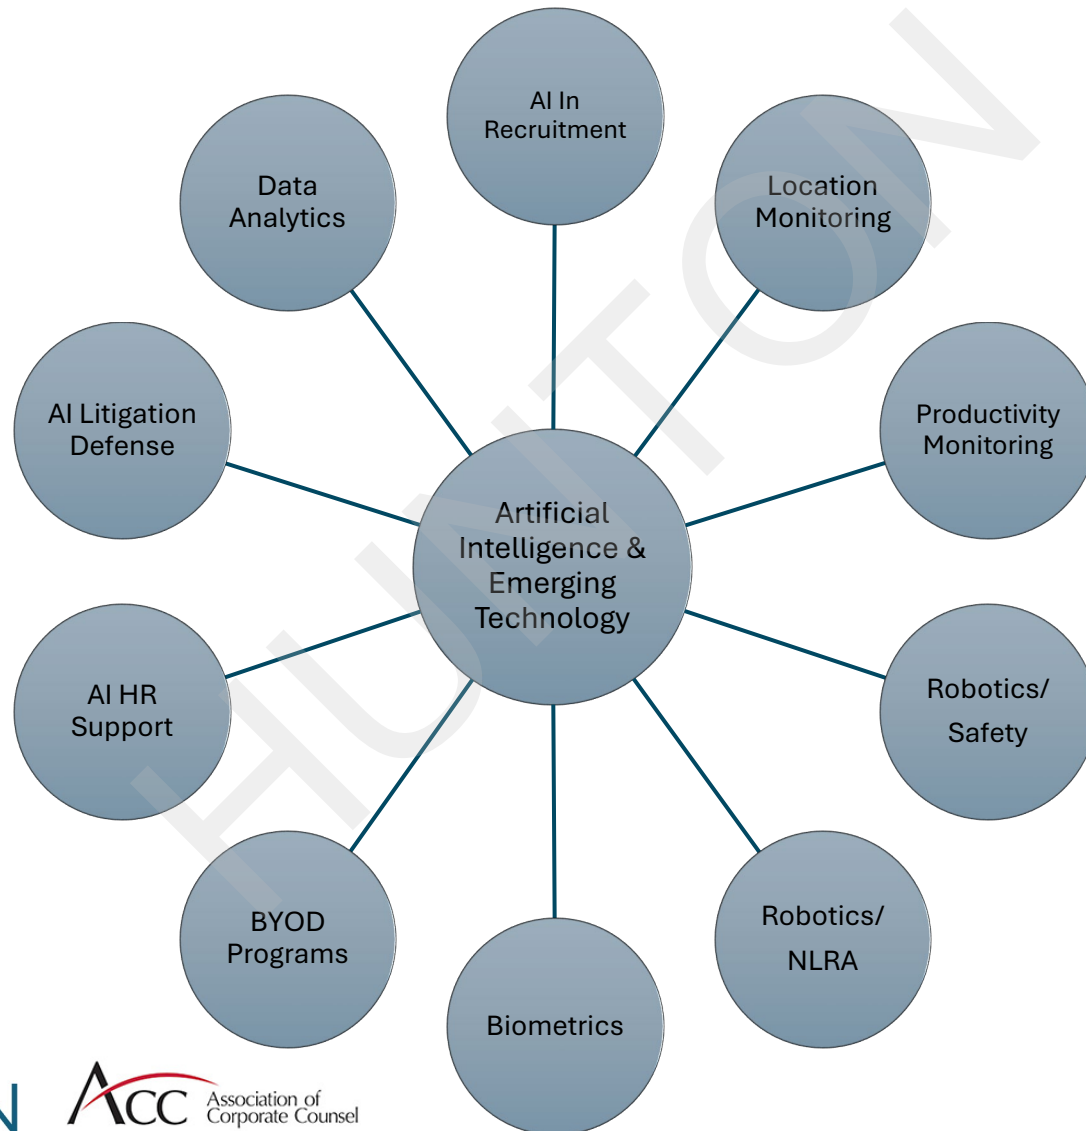 AI In
Recruitment
Location
Monitoring
Productivity
Monitoring
Robotics/
Safety
Robotics/
NLRA
Biometrics
BYOD
Programs
AI HR
Support
AI Litigation
Defense
Data
Analytics
Artificial
Intelligence &
Emerging
Technology
HUNTON
N
ACC
Association of
Corporate Counsel